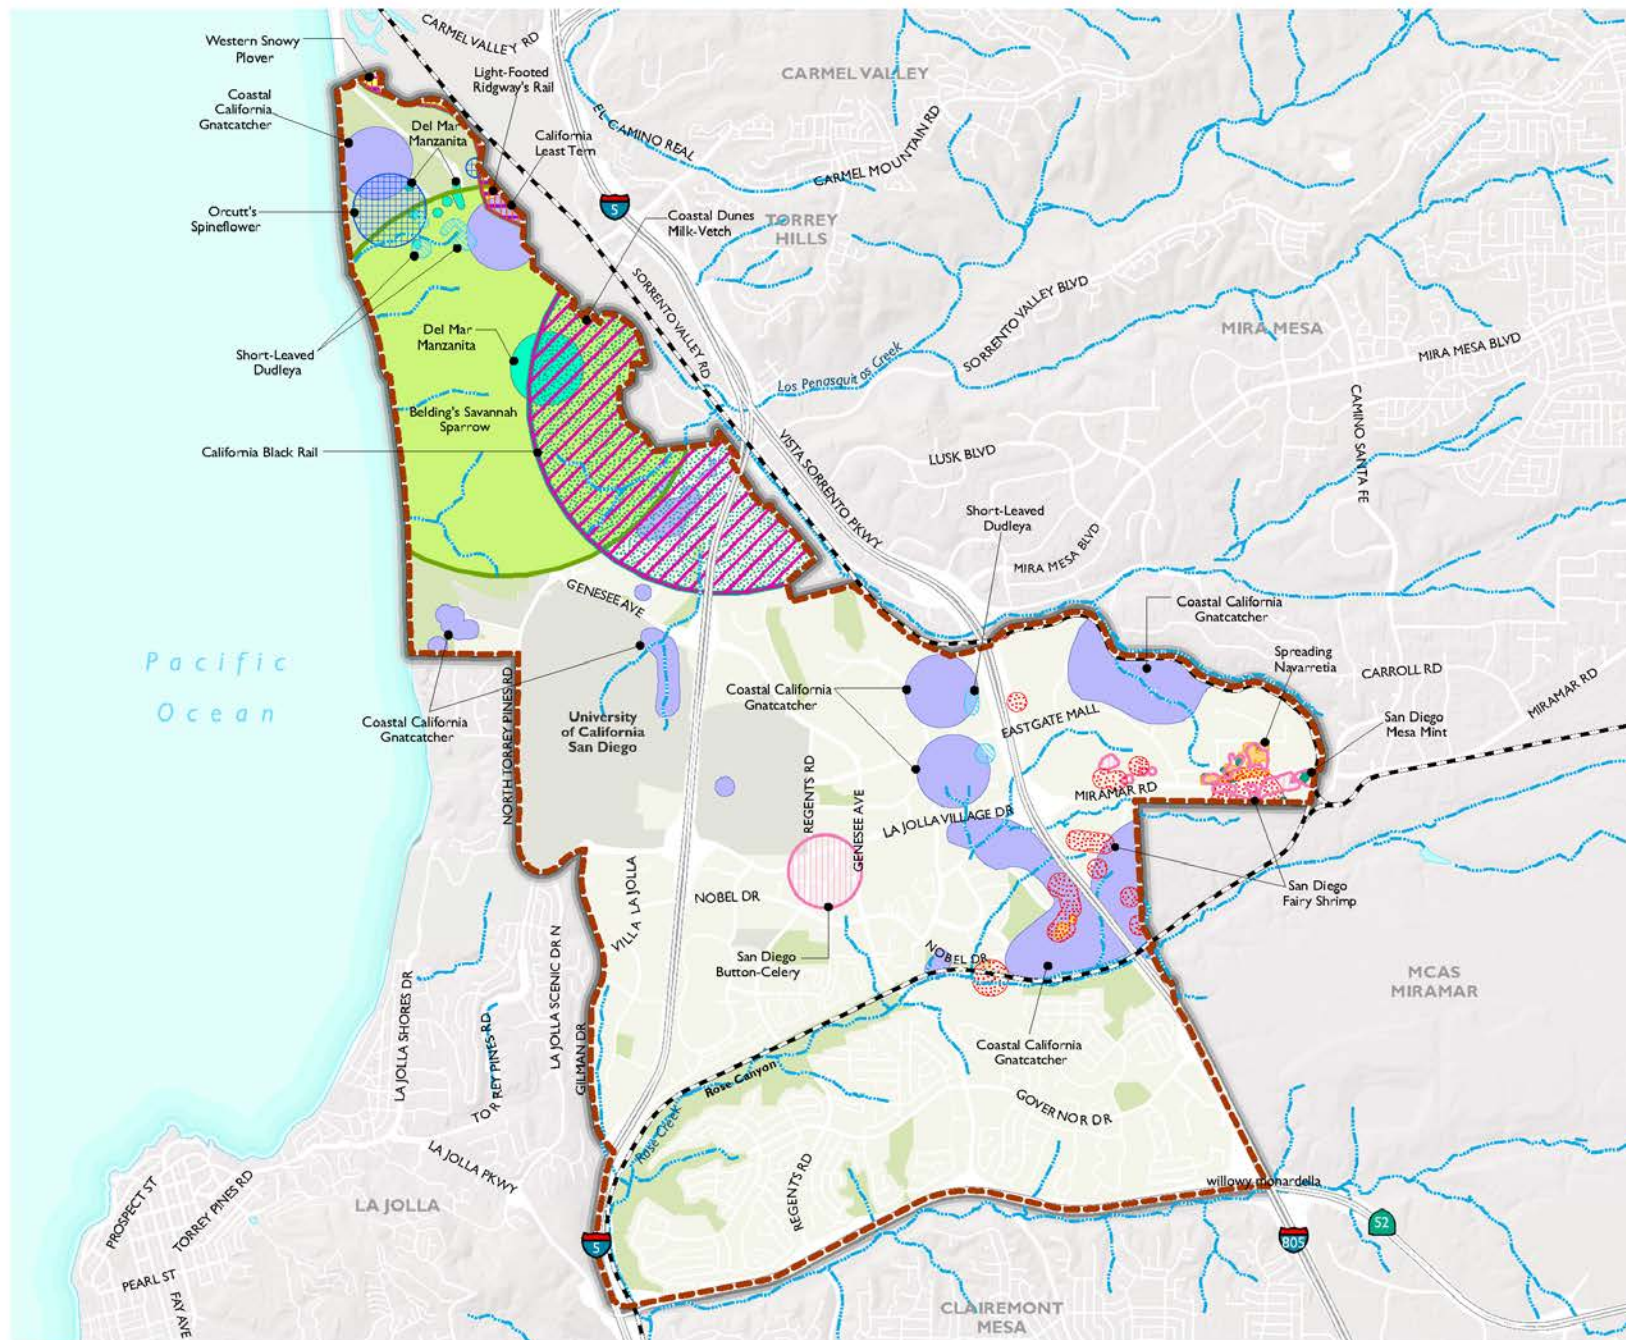 Western Snowy
Plover
CARMEL VALLEY RD
Light-Footed
Ridgway's Rail
CARMEL VALLEY
Coastal
California
Gnatcatcher
Del Mar
Manzanita
California
Least Tern
EL CAMINO REAL
CARMEL MOUNTAIN RD
5
Orcutt's
Spineflower
Coastal Dunes
Milk-Vetch
TORREY
HILLS
SORRENTO VALLEY RD
SORRENTO VALLEY BLVD
MIRA MESA
MIRA MESA BLVD
Short-Leaved
Dudleya
Del Mar
Manzanita
Los Penasquitos Creek
Belding's Savannah
Sparrow
CAMINO SANTA FE
California Black Rail
VISTA SORRENTO PKWY
LUSK BLVD
Short-Leaved
Dudleya
MIRA MESA BLVD
GENESEE AVE
Coastal California
Gnatcatcher
Spreading
Navarretia
CARROLL RD
MIRAMAR RD
Pacific
Ocean
NORTH TORREY PINES RD
Coastal California
Gnatcatcher
University
of California
San Diego
Coastal California
Gnatcatcher
EASTGATE MALL
San Diego
Mesa Mint
REGENTS RD
GENESEE AVE
MIRAMAR RD
LA JOLLA VILLAGE DR
VILLA LA JOLLA
NOBEL DR
San Diego
Fairy Shrimp
San Diego
Button-Celery
NOBEL DR
MCAS
MIRAMAR
LA JOLLA SHORES DR
TORREY PINES RD
LA JOLLA SCENIC DR N
GILMAN DR
Coastal California
Gnatcatcher
Rose Canyon
Rose Creek
GOVERNOR DR
LA JOLLA PKWY
REGENTS RD
willowy monardella
PROSPECT ST
TORREY PINES RD
LA JOLLA
52
5
805
PEARL ST
FAY AVE
CLAIREMONT
MESA